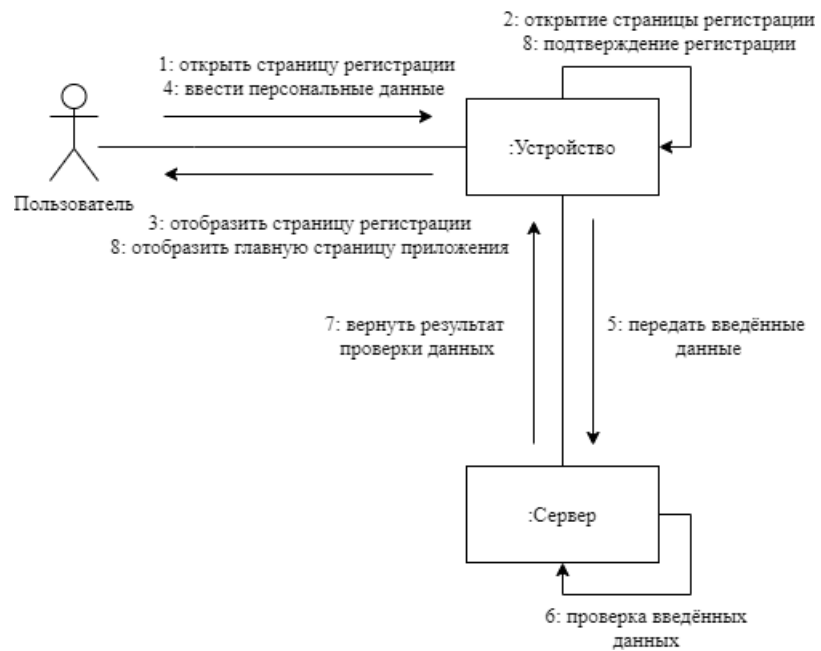 2: открытие страницы регистрации
8: подтверждение регистрации
1: открыть страницу регистрации
4: ввести персональные данные
:Устройство
Пользователь
3: отобразить страницу регистрации
8: отобразить главную страницу приложения
7: вернуть результат
проверки данных
5: передать введённые
данные
:Сервер
6: проверка введённых
данных